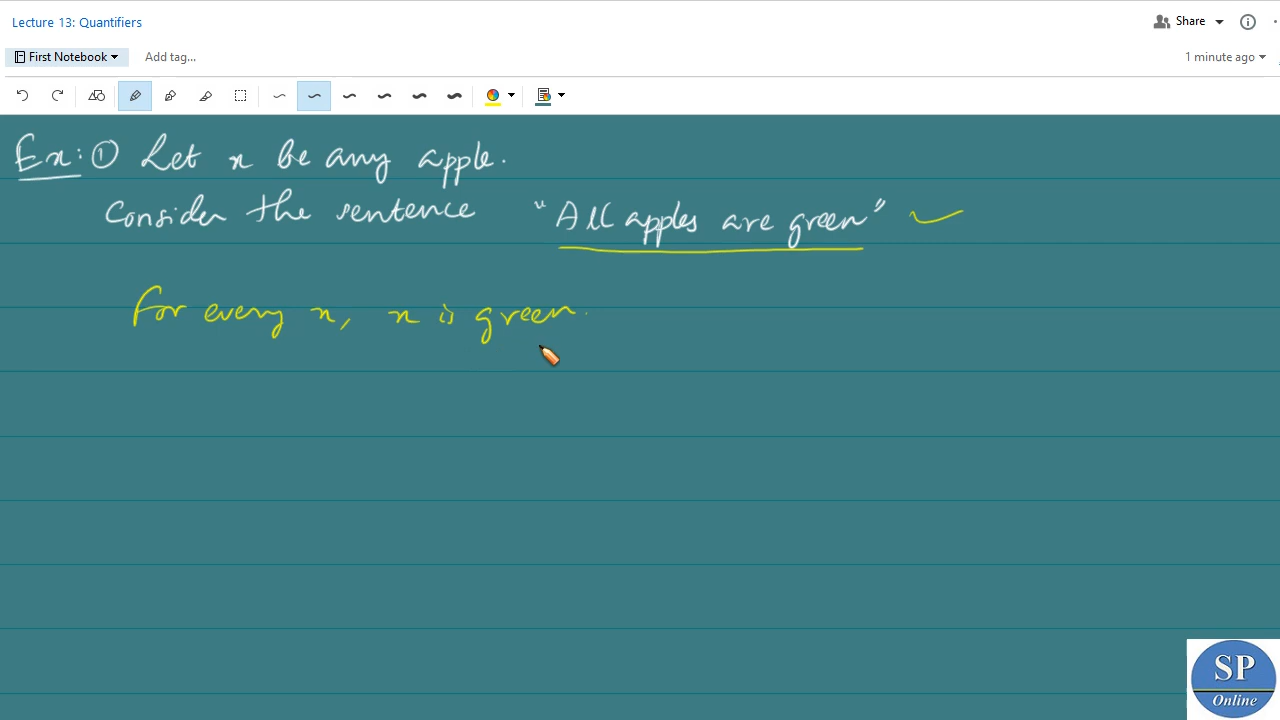 Lecture 13: Quantifiers
Share
First Notebook
Add tag...
1 minute ago
Ex: ① Let x be any apple.
Consider the sentence "All apples are green"
For every x, x is green.
SP
Online